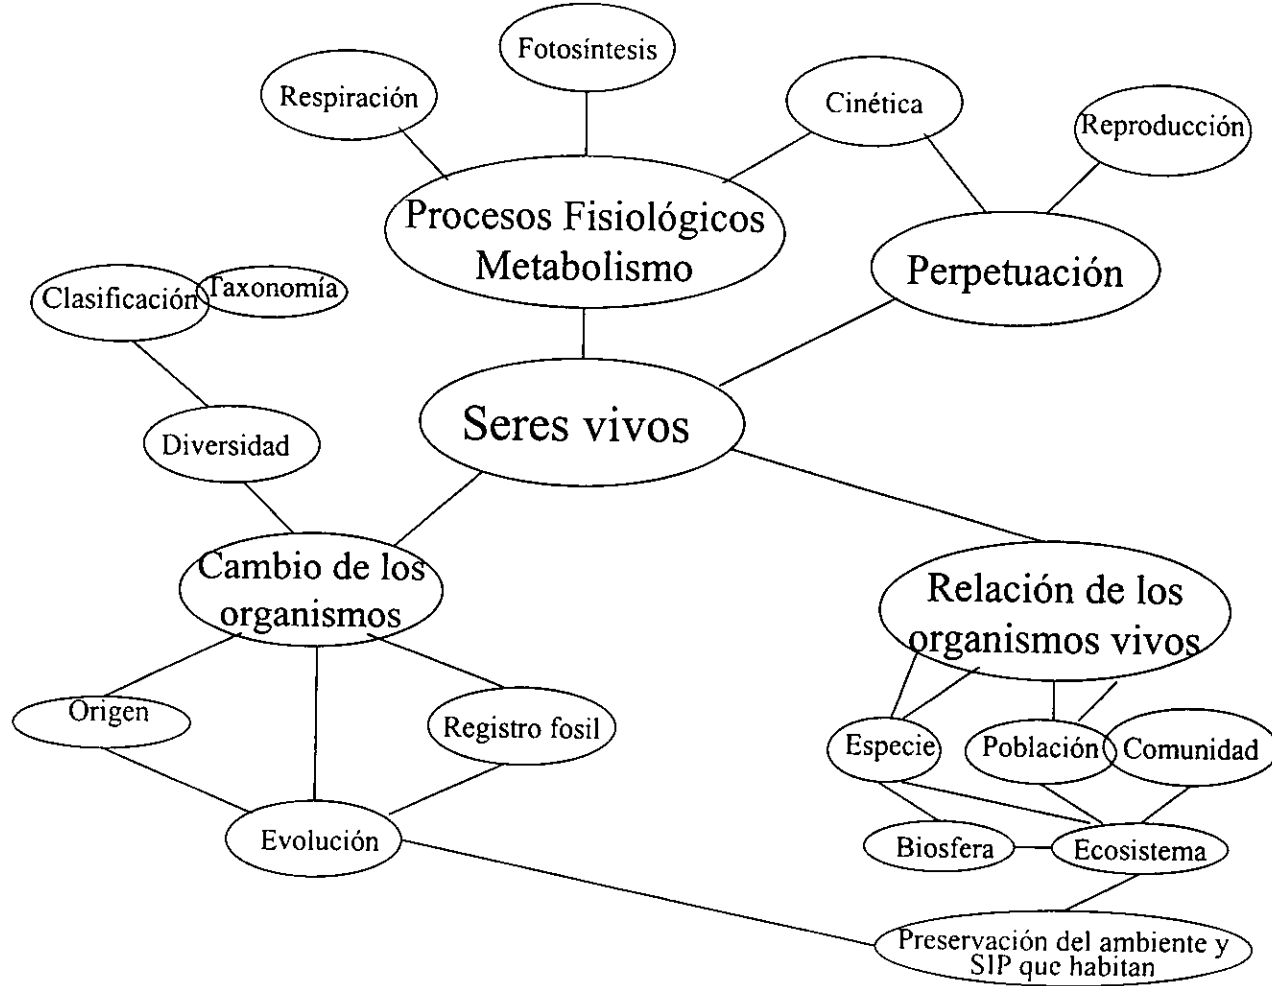 Fotosíntesis
Respiración
Cinética
Reproducción
Procesos Fisiológicos
Metabolismo
Perpetuación
Clasificación
Taxonomía
Seres vivos
Diversidad
Cambio de los
organismos
Relación de los
organismos vivos
Origen
Registro fosil
Especie
Población
Comunidad
Evolución
Biosfera
Ecosistema
Preservación del ambiente y
SIP que habitan